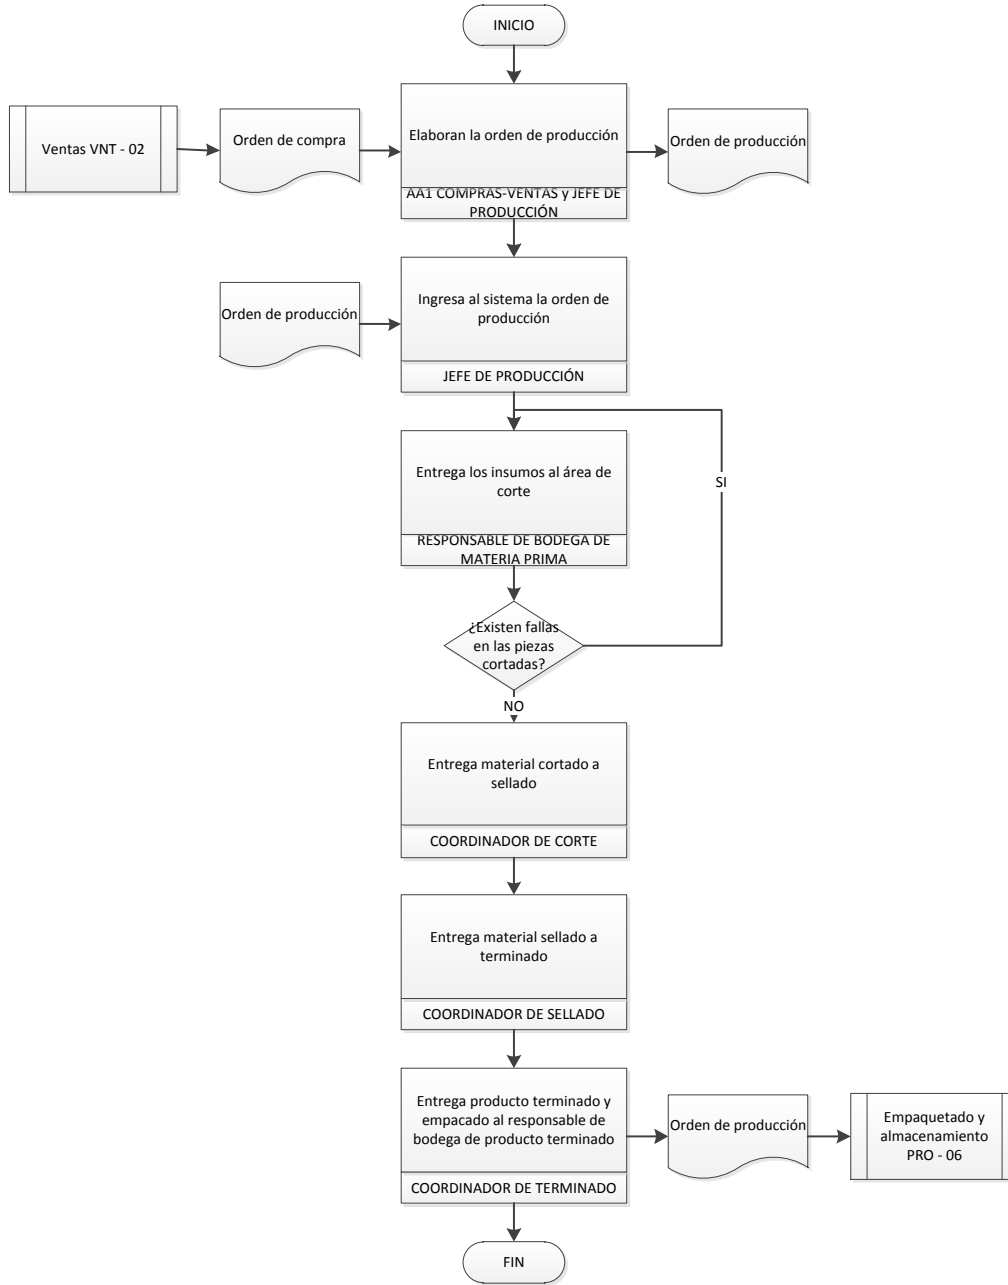 INICIO
Ventas VNT - 02
Orden de compra
Elaboran la orden de producción
Orden de producción
AA1 COMPRAS-VENTAS y JEFE DE
PRODUCCIÓN
Orden de producción
Ingresa al sistema la orden de
producción
JEFE DE PRODUCCIÓN
Entrega los insumos al área de
corte
SI
RESPONSABLE DE BODEGA DE
MATERIA PRIMA
¿Existen fallas
en las piezas
cortadas?
NO
Entrega material cortado a
sellado
COORDINADOR DE CORTE
Entrega material sellado a
terminado
COORDINADOR DE SELLADO
Entrega producto terminado y
empacado al responsable de
bodega de producto terminado
COORDINADOR DE TERMINADO
Orden de producción
Empaquetado y
almacenamiento
PRO - 06
FIN